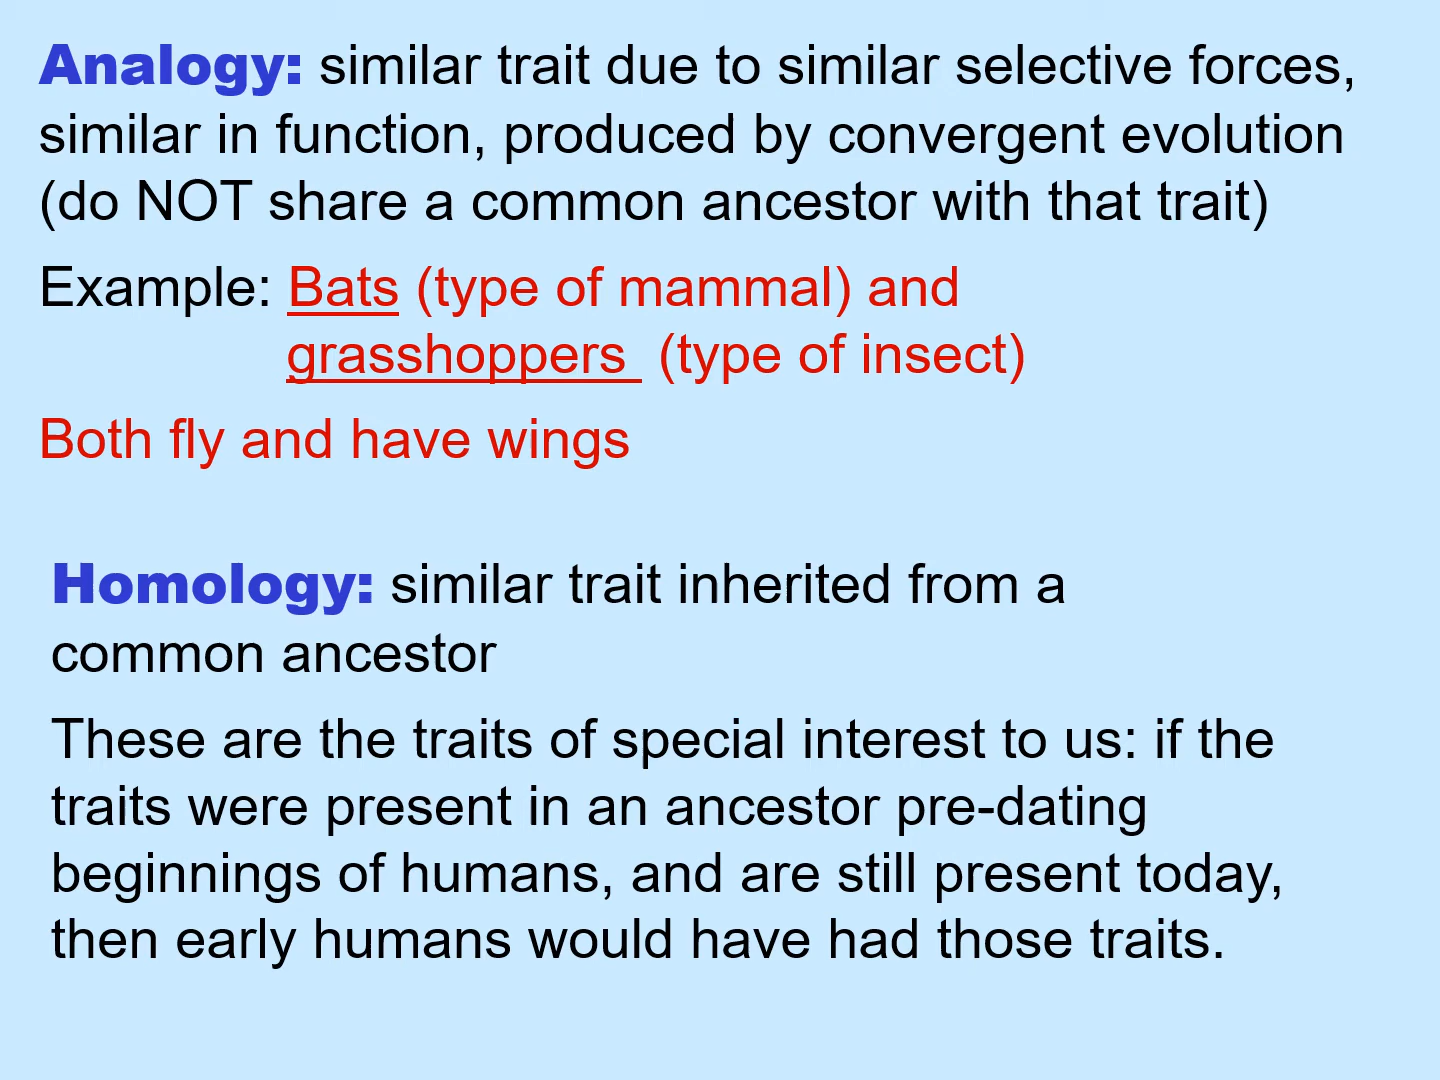 Analogy: similar trait due to similar selective forces,
similar in function, produced by convergent evolution
(do NOT share a common ancestor with that trait)
Example: Bats (type of mammal) and
grasshoppers (type of insect)
Both fly and have wings
Homology: similar trait inherited from a
common ancestor
These are the traits of special interest to us: if the
traits were present in an ancestor pre-dating
beginnings of humans, and are still present today,
then early humans would have had those traits.